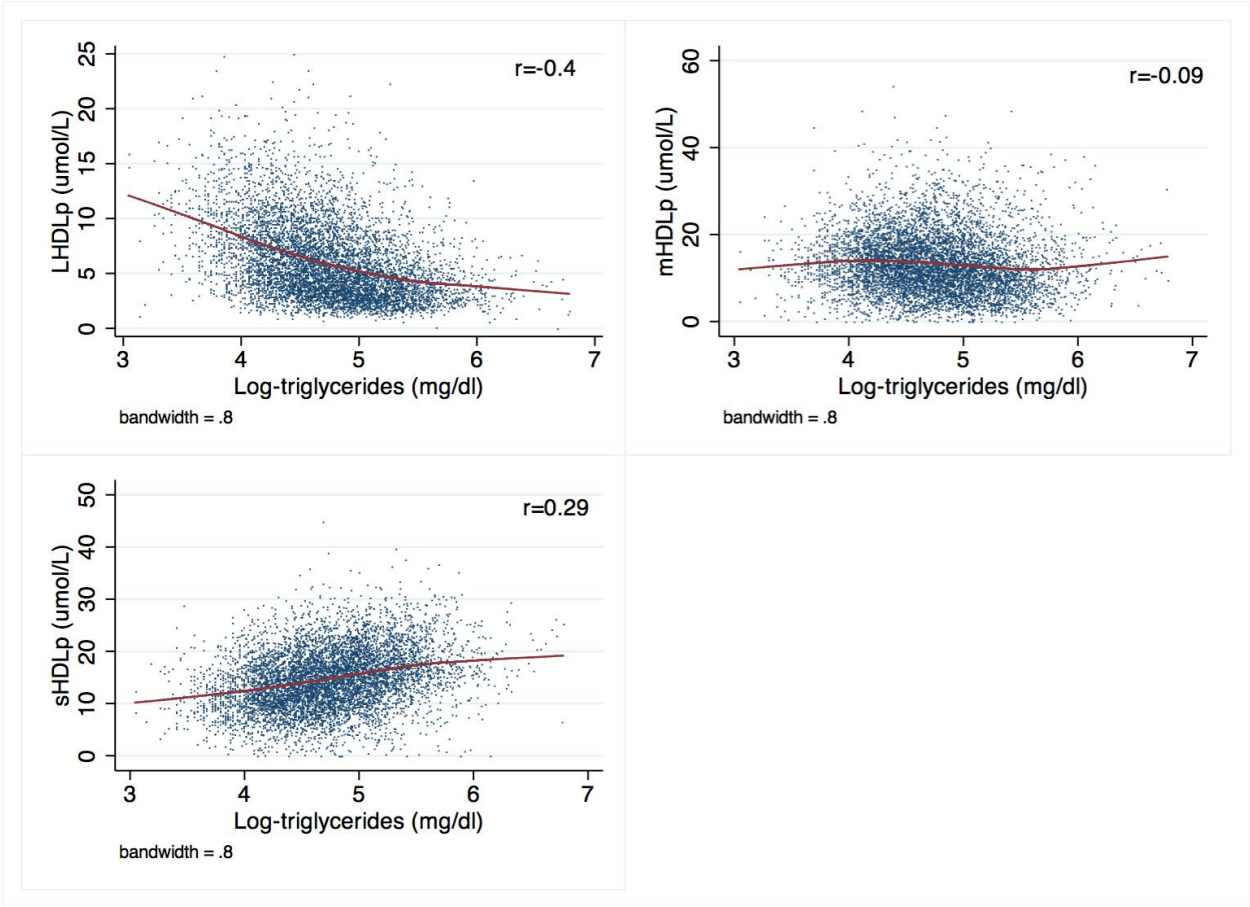 r=-0.4
LHDLp (umol/L)
25
20
15
10
5
0
3 4 5 6 7
Log-triglycerides (mg/dl)
bandwidth = .8
r=-0.09
mHDLp (umol/L)
60
40
20
0
3 4 5 6 7
Log-triglycerides (mg/dl)
bandwidth = .8
r=0.29
sHDLp (umol/L)
50
40
30
20
10
0
3 4 5 6 7
Log-triglycerides (mg/dl)
bandwidth = .8